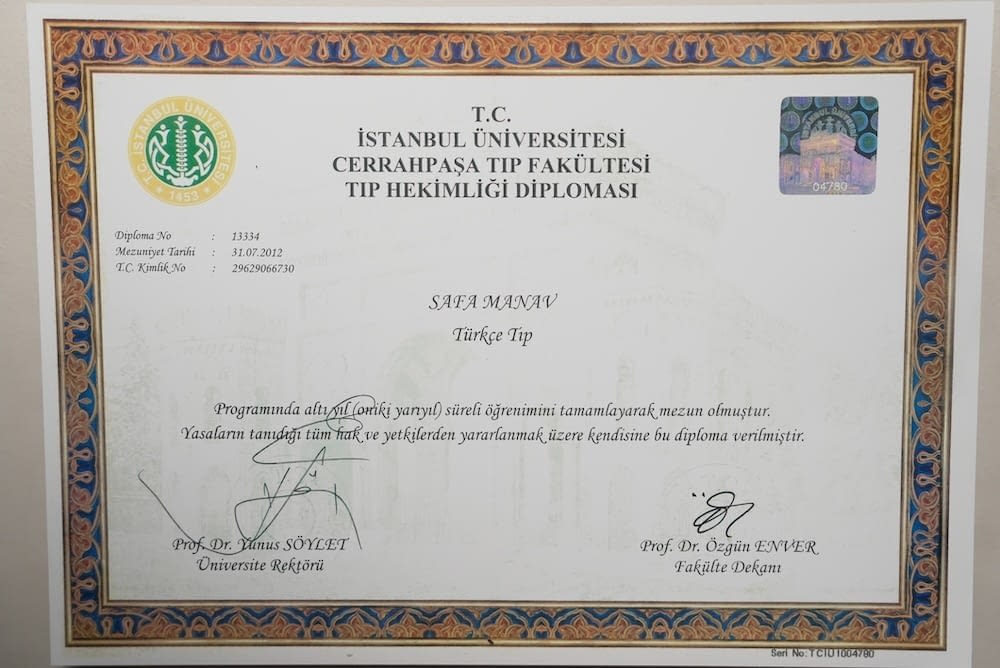 T.C. İSTANBUL ÜNİVERSİTESİ
1453
T.C.
İSTANBUL ÜNİVERSİTESİ
CERRAHPAŞA TIP FAKÜLTESİ
TIP HEKİMLİĞİ DİPLOMASI
04780
Diploma No : 13334
Mezuniyet Tarihi : 31.07.2012
T.C. Kimlik No : 29629066730
SAFA MANAV
Türkçe Tıp
Programında altı yıl (oniki yarıyıl) süreli öğrenimini tamamlayarak mezun olmuştur.
Yasaların tanıdığı tüm hak ve yetkilerden yararlanmak üzere kendisine bu diploma verilmiştir.
Prof. Dr. Yunus SÖYLET
Üniversite Rektörü
Prof. Dr. Özgün ENVER
Fakülte Dekanı
Seri No: TCIU1004780